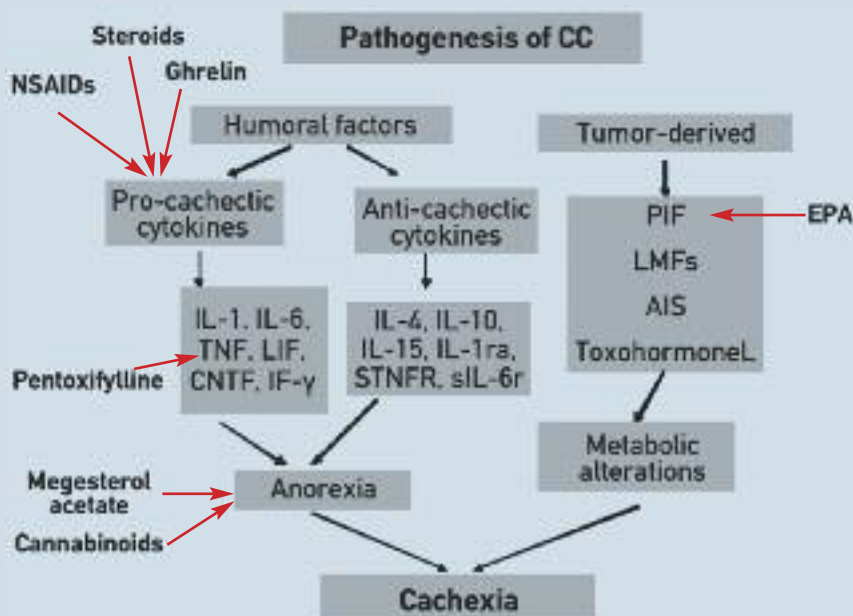 Pathogenesis of CC
Steroids
NSAIDs
Ghrelin
Humoral factors
Tumor-derived
Pro-cachectic
cytokines
Anti-cachectic
cytokines
PIF
LMFs
AIS
ToxohormoneL
EPA
IL-1, IL-6,
TNF, LIF,
CNTF, IF-γ
IL-4, IL-10,
IL-15, IL-1ra,
STNFR, sIL-6r
Pentoxifylline
Metabolic
alterations
Megesterol
acetate
Anorexia
Cannabinoids
Cachexia